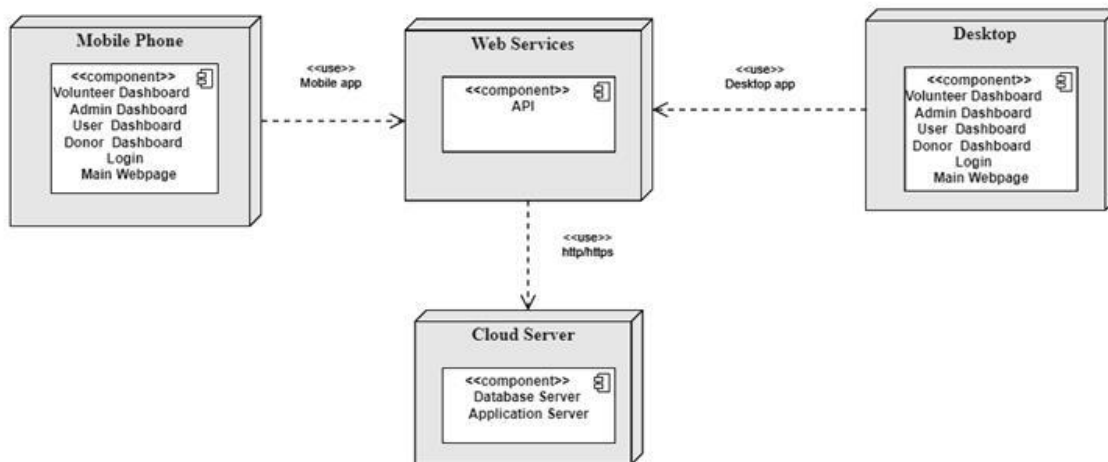 Mobile Phone
<<component>>
Volunteer Dashboard
Admin Dashboard
User Dashboard
Donor Dashboard
Login
Main Webpage
<<use>>
Mobile app
Web Services
<<component>>
API
<<use>>
Desktop app
Desktop
<<component>>
Volunteer Dashboard
Admin Dashboard
User Dashboard
Donor Dashboard
Login
Main Webpage
<<use>>
http/https
Cloud Server
<<component>>
Database Server
Application Server